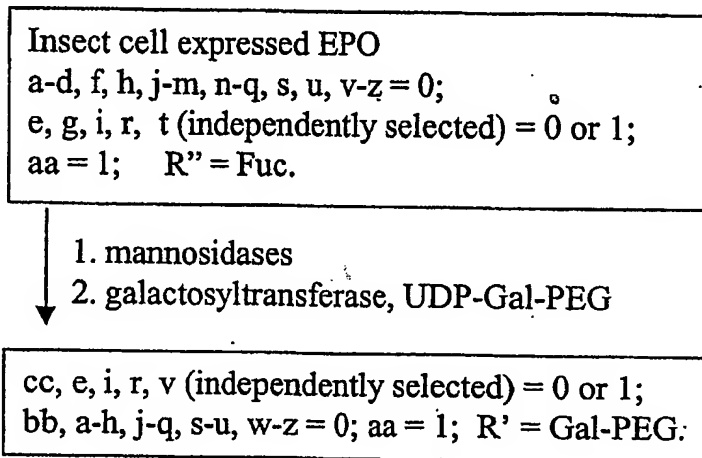 Insect cell expressed EPO
a-d, f, h, j-m, n-q, s, u, v-z = 0;
e, g, i, r, t (independently selected) = 0 or 1;
aa = 1; R” = Fuc.
1. mannosidases
2. galactosyltransferase, UDP-Gal-PEG
cc, e, i, r, v (independently selected) = 0 or 1;
bb, a-h, j-q, s-u, w-z = 0; aa = 1; R’ = Gal-PEG.